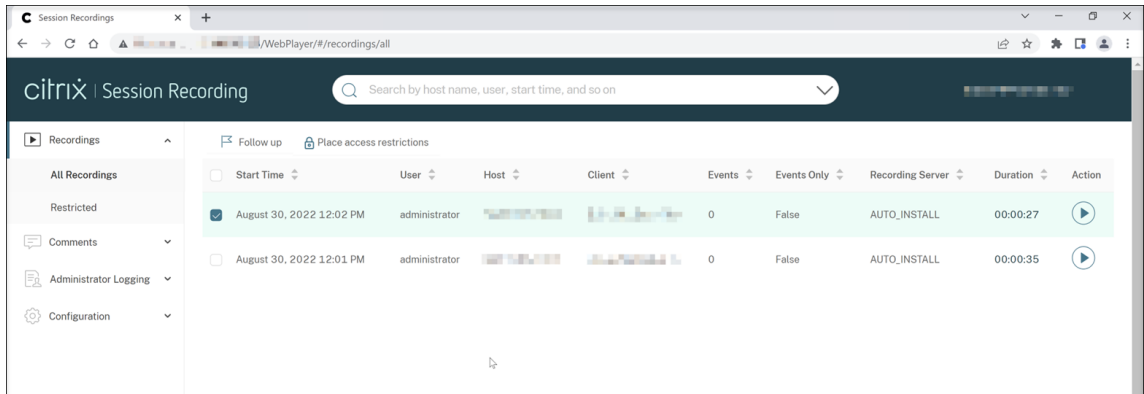 Session Recordings
/WebPlayer/#/recordings/all
citrix | Session Recording
Search by host name, user, start time, and so on
Recordings
Follow up Place access restrictions
All Recordings
Start Time User Host Client Events Events Only Recording Server Duration Action
Restricted
August 30, 2022 12:02 PM administrator 0 False AUTO_INSTALL 00:00:27
Comments
August 30, 2022 12:01 PM administrator 0 False AUTO_INSTALL 00:00:35
Administrator Logging
Configuration